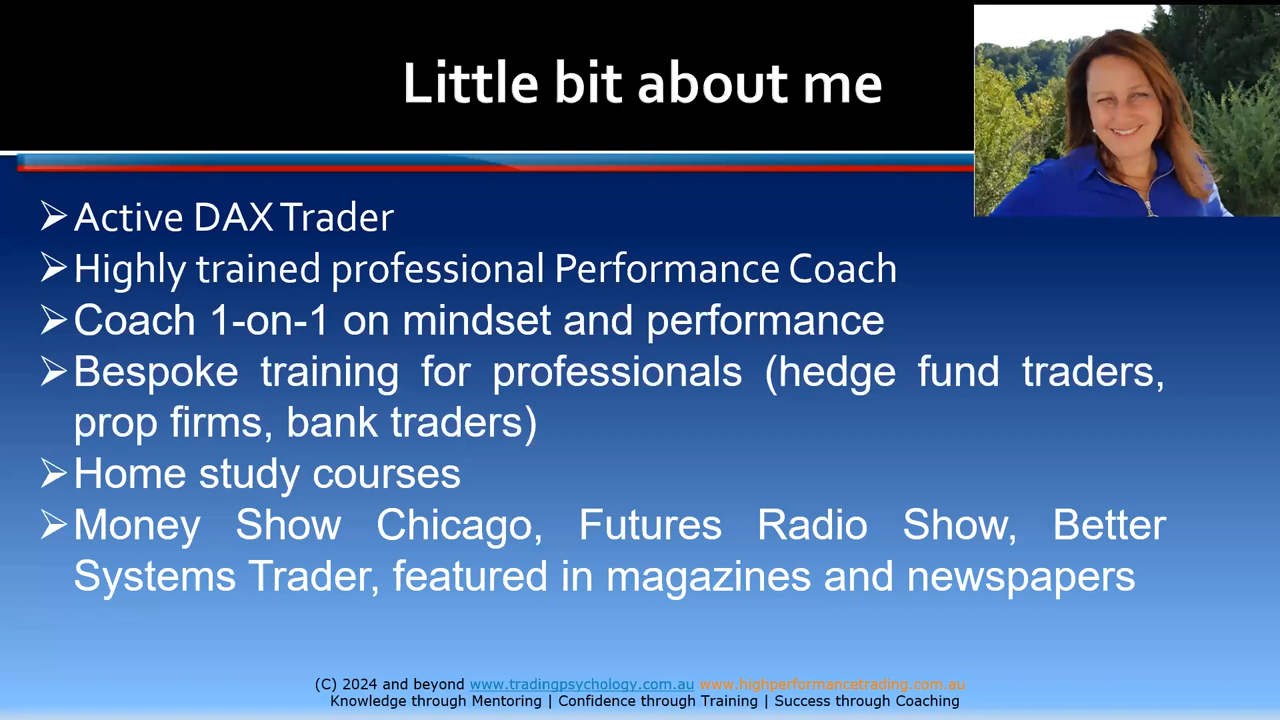 Little bit about me
➢Active DAX Trader
➢Highly trained professional Performance Coach
➢Coach 1-on-1 on mindset and performance
➢Bespoke training for professionals (hedge fund traders,
prop firms, bank traders)
➢Home study courses
➢Money Show Chicago, Futures Radio Show, Better
Systems Trader, featured in magazines and newspapers
(C) 2024 and beyond www.tradingpsychology.com.au www.highperformancetrading.com.au
Knowledge through Mentoring | Confidence through Training | Success through Coaching